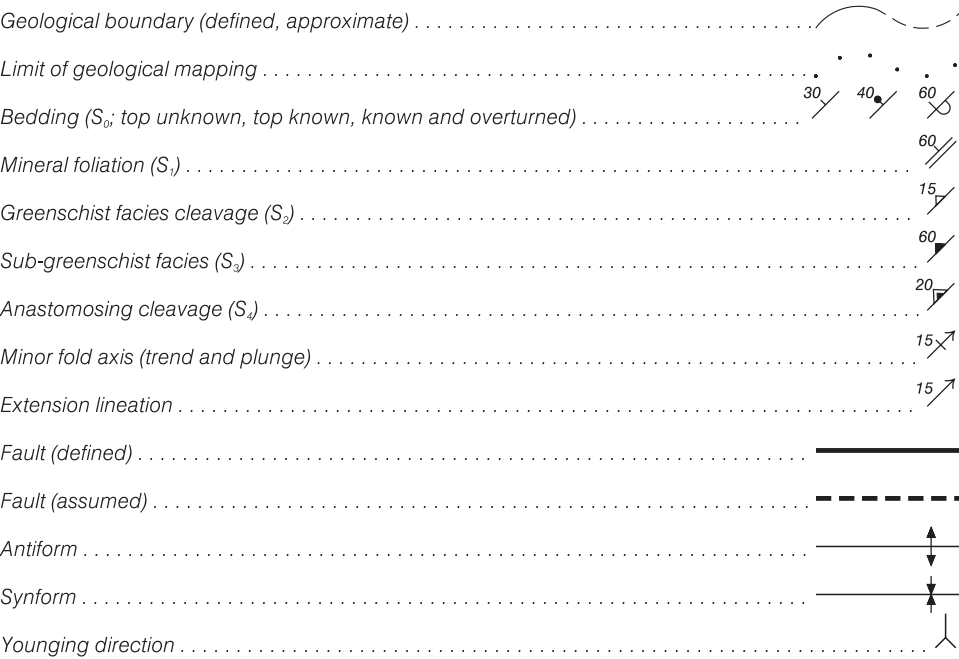 Geological boundary (defined, approximate)
Limit of geological mapping
30 40 60
Bedding (S₀; top unknown, top known, known and overturned)
60
Mineral foliation (S₁)
15
Greenschist facies cleavage (S₂)
60
Sub-greenschist facies (S₃)
20
Anastomosing cleavage (S₄)
15
Minor fold axis (trend and plunge)
15
Extension lineation
Fault (defined)
Fault (assumed)
Antiform
Synform
Younging direction